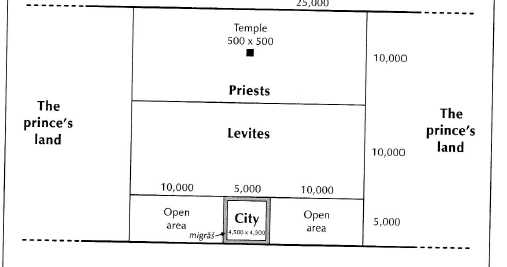 25,000
Temple
500 x 500
10,000
Priests
The
prince's
land
The
prince's
land
Levites
10,000
10,000
5,000
10,000
Open
area
City
4,500 x 4,500
migrāš
Open
area
5,000